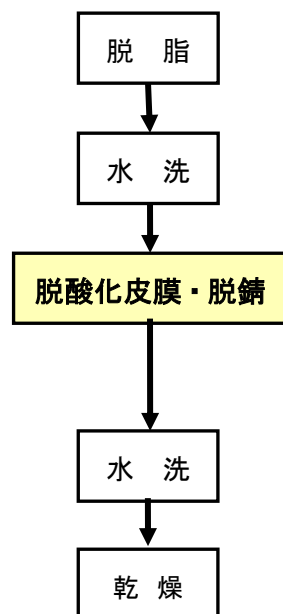 脱　脂
水　洗
脱酸化皮膜・脱錆
水　洗
乾　燥